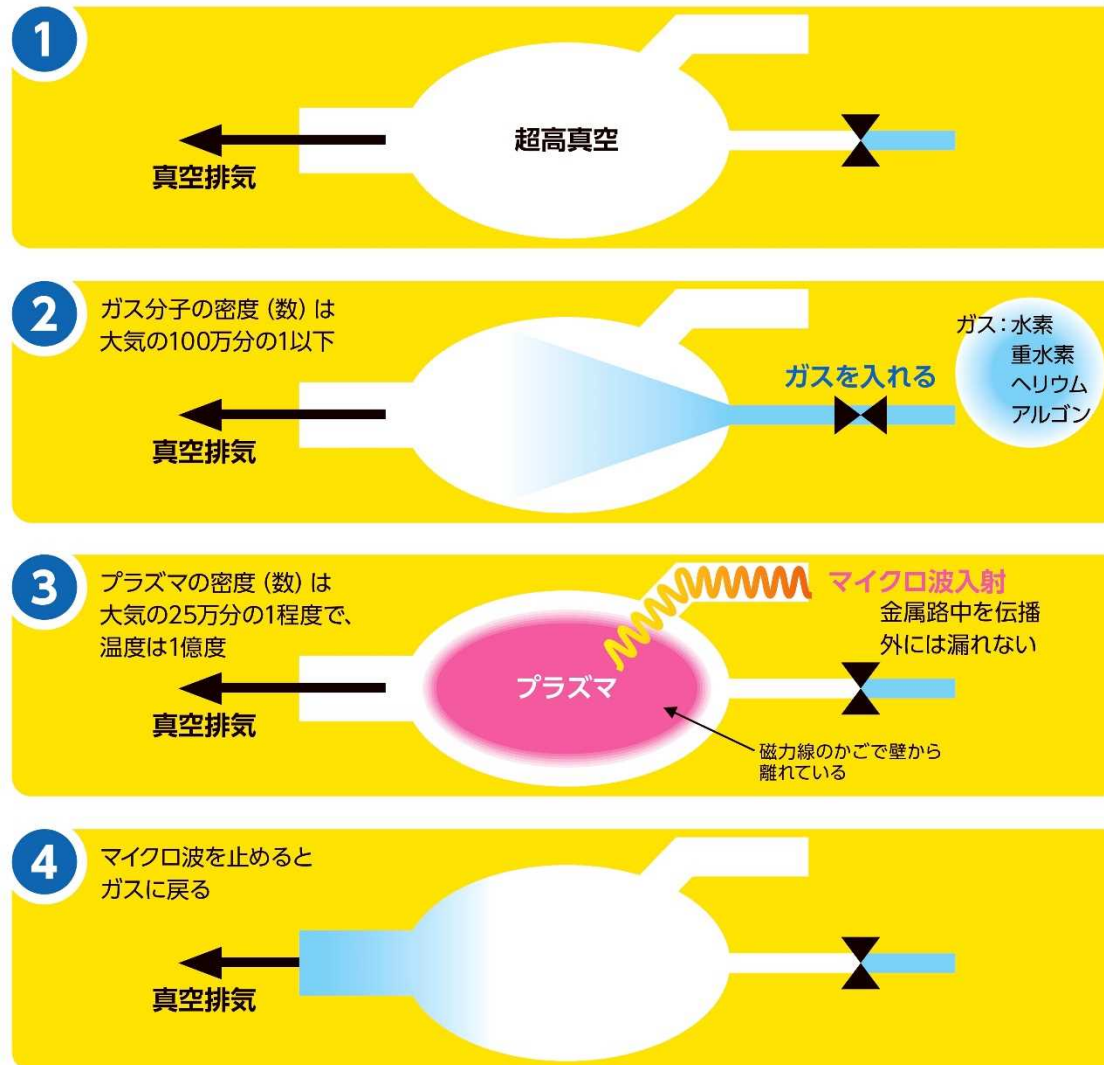 1
超高真空
真空排気
2
ガス分子の密度（数）は
大気の100万分の1以下
ガス：水素
重水素
ヘリウム
アルゴン
ガスを入れる
真空排気
3
プラズマの密度（数）は
大気の25万分の1程度で、
温度は1億度
マイクロ波入射
金属路中を伝播
外には漏れない
プラズマ
真空排気
磁力線のかごで壁から
離れている
4
マイクロ波を止めると
ガスに戻る
真空排気